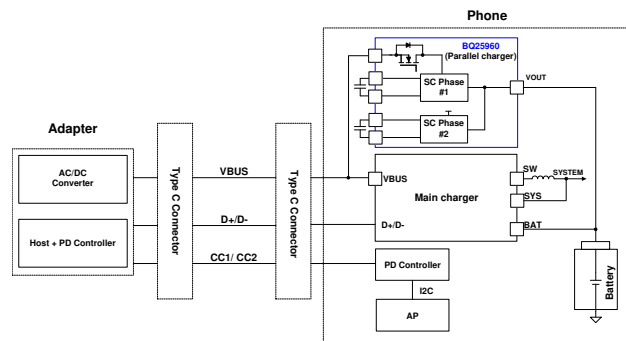 Phone
BQ25960
(Parallel charger)
SC Phase
#1
SC Phase
#2
VOUT
Adapter
AC/DC
Converter
Host + PD Controller
Type C Connector
VBUS
D+/D-
CC1/ CC2
Type C Connector
VBUS
Main charger
D+/D-
SW
SYSTEM
SYS
BAT
PD Controller
I2C
AP
Battery